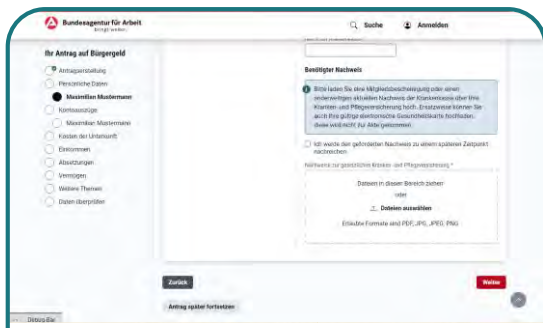 Bundesagentur für Arbeit
bringt weiter.
Suche
Anmelden
Ihr Antrag auf Bürgergeld
Antragserstellung
Persönliche Daten
Maximilian Mustermann
Kontoauszüge
Maximilian Mustermann
Kosten der Unterkunft
Einkommen
Absetzungen
Vermögen
Weitere Themen
Daten überprüfen
Benötigter Nachweis
Bitte laden Sie eine Mitgliedsbescheinigung oder einen
anderweitigen aktuellen Nachweis der Krankenkasse über Ihre
Kranken- und Pflegeversicherung hoch. Ersatzweise können Sie
auch Ihre gültige elektronische Gesundheitskarte hochladen,
diese wird nicht zur Akte genommen.
Ich werde den geforderten Nachweis zu einem späteren Zeitpunkt
nachreichen.
Nachweise zur gesetzlichen Kranken- und Pflegeversicherung *
Dateien in diesen Bereich ziehen
oder
Dateien auswählen
Erlaubte Formate sind PDF, JPG, JPEG, PNG
Zurück
Weiter
Antrag später fortsetzen